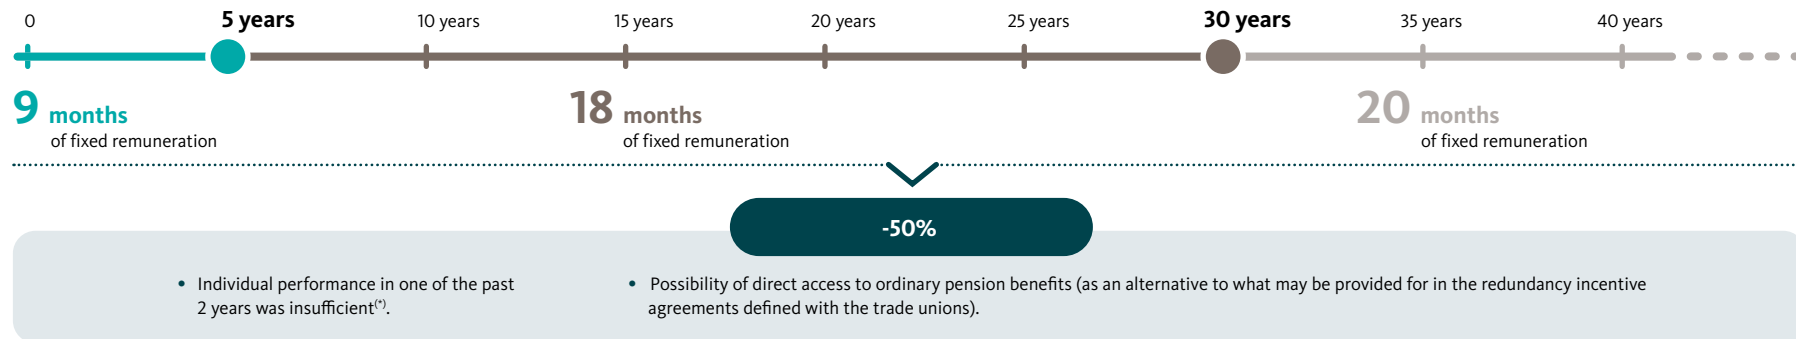 0
5 years
10 years
15 years
20 years
25 years
30 years
35 years
40 years
9 months
of fixed remuneration
18 months
of fixed remuneration
20 months
of fixed remuneration
-50%
• Individual performance in one of the past
2 years was insufficient(*).
• Possibility of direct access to ordinary pension benefits (as an alternative to what may be provided for in the redundancy incentive
agreements defined with the trade unions).